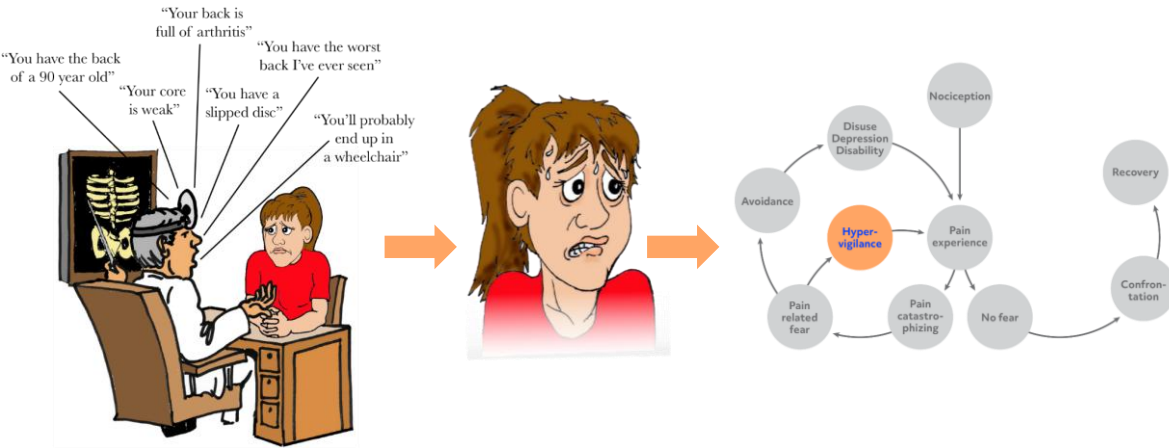 “Your back is
full of arthritis”
“You have the back
of a 90 year old”
“You have the worst
back I’ve ever seen”
“Your core
is weak”
“You have a
slipped disc”
“You’ll probably
end up in
a wheelchair”
Nociception
Disuse
Depression
Disability
Recovery
Avoidance
Hyper-
vigilance
Pain
experience
Confron-
tation
Pain
related
fear
Pain
catastro-
phizing
No fear